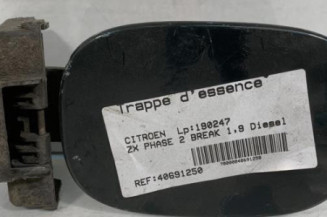 Trappe d'essence
CITROEN Lp:190247
ZX PHASE 2 BREAK 1.9 Diesel
REF:40691250